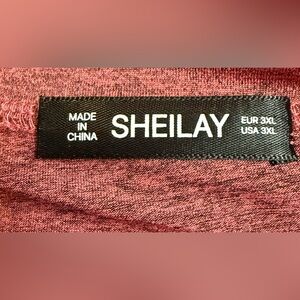 MADE
IN
CHINA
SHEILAY
EUR 3XL
USA 3XL